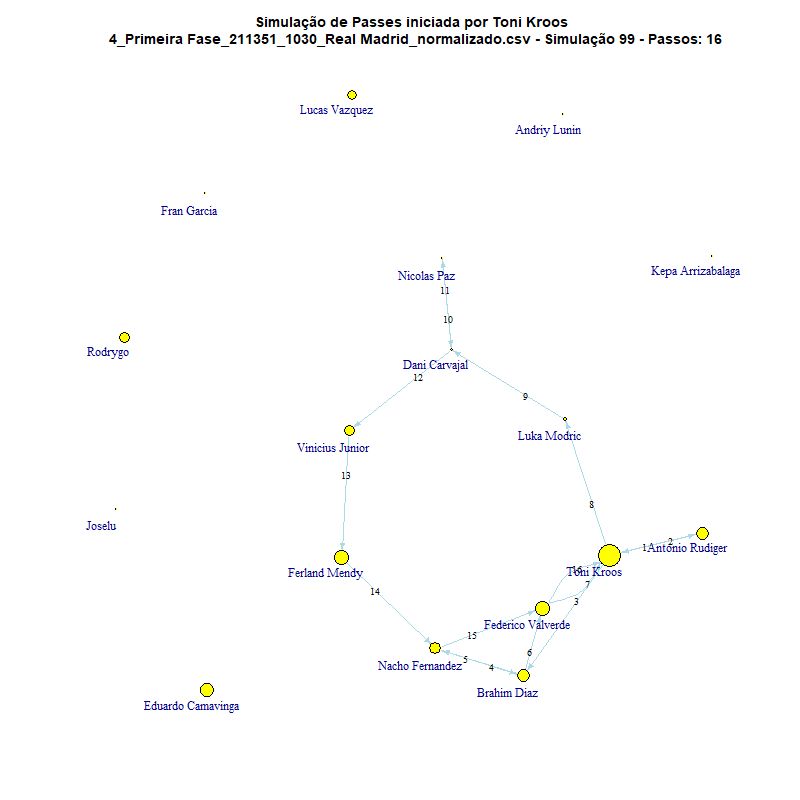 Simulação de Passes iniciada por Toni Kroos
4_Primeira Fase_211351_1030_Real Madrid_normalizado.csv - Simulação 99 - Passos: 16
Lucas Vazquez
Andriy Lunin
Fran Garcia
Nicolas Paz
Kepa Arrizabalaga
11
10
Rodrygo
Dani Carvajal
12
9
Luka Modric
Vinicius Junior
13
8
Joselu
1
2
Antonio Rudiger
Ferland Mendy
16
Toni Kroos
7
14
3
Federico Valverde
15
6
5
4
Nacho Fernandez
Brahim Diaz
Eduardo Camavinga